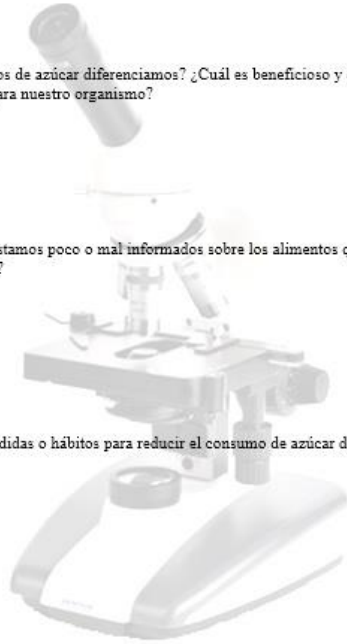 os de azúcar diferenciamos? ¿Cuál es beneficioso y
ara nuestro organismo?
stamos poco o mal informados sobre los alimentos q
?
didas o hábitos para reducir el consumo de azúcar d